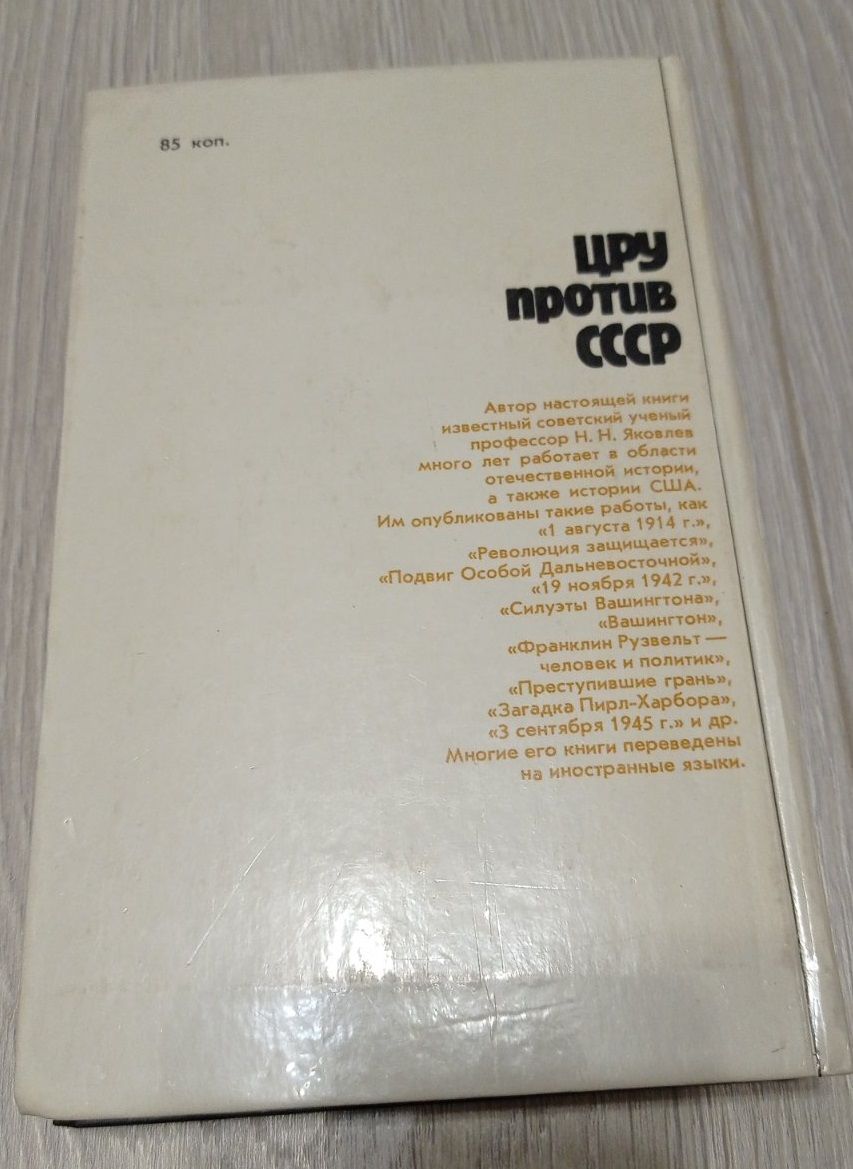 85 коп.
ЦРУ
против
СССР
Автор настоящей книги
известный советский ученый
профессор Н. Н. Яковлев
много лет работает в области
отечественной истории,
а также истории США.
Им опубликованы такие работы, как
«1 августа 1914 г.»,
«Революция защищается»,
«Подвиг Особой Дальневосточной»,
«19 ноября 1942 г.»,
«Силуэты Вашингтона»,
«Вашингтон»,
«Франклин Рузвельт —
человек и политик»,
«Преступившие грань»,
«Загадка Пирл-Харбора»,
«3 сентября 1945 г.» и др.
Многие его книги переведены
на иностранные языки.